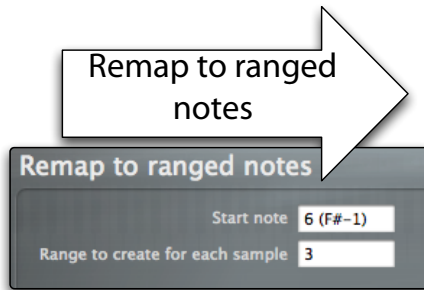 Remap to ranged
notes
Remap to ranged notes
Start note 6 (F#−1)
Range to create for each sample 3